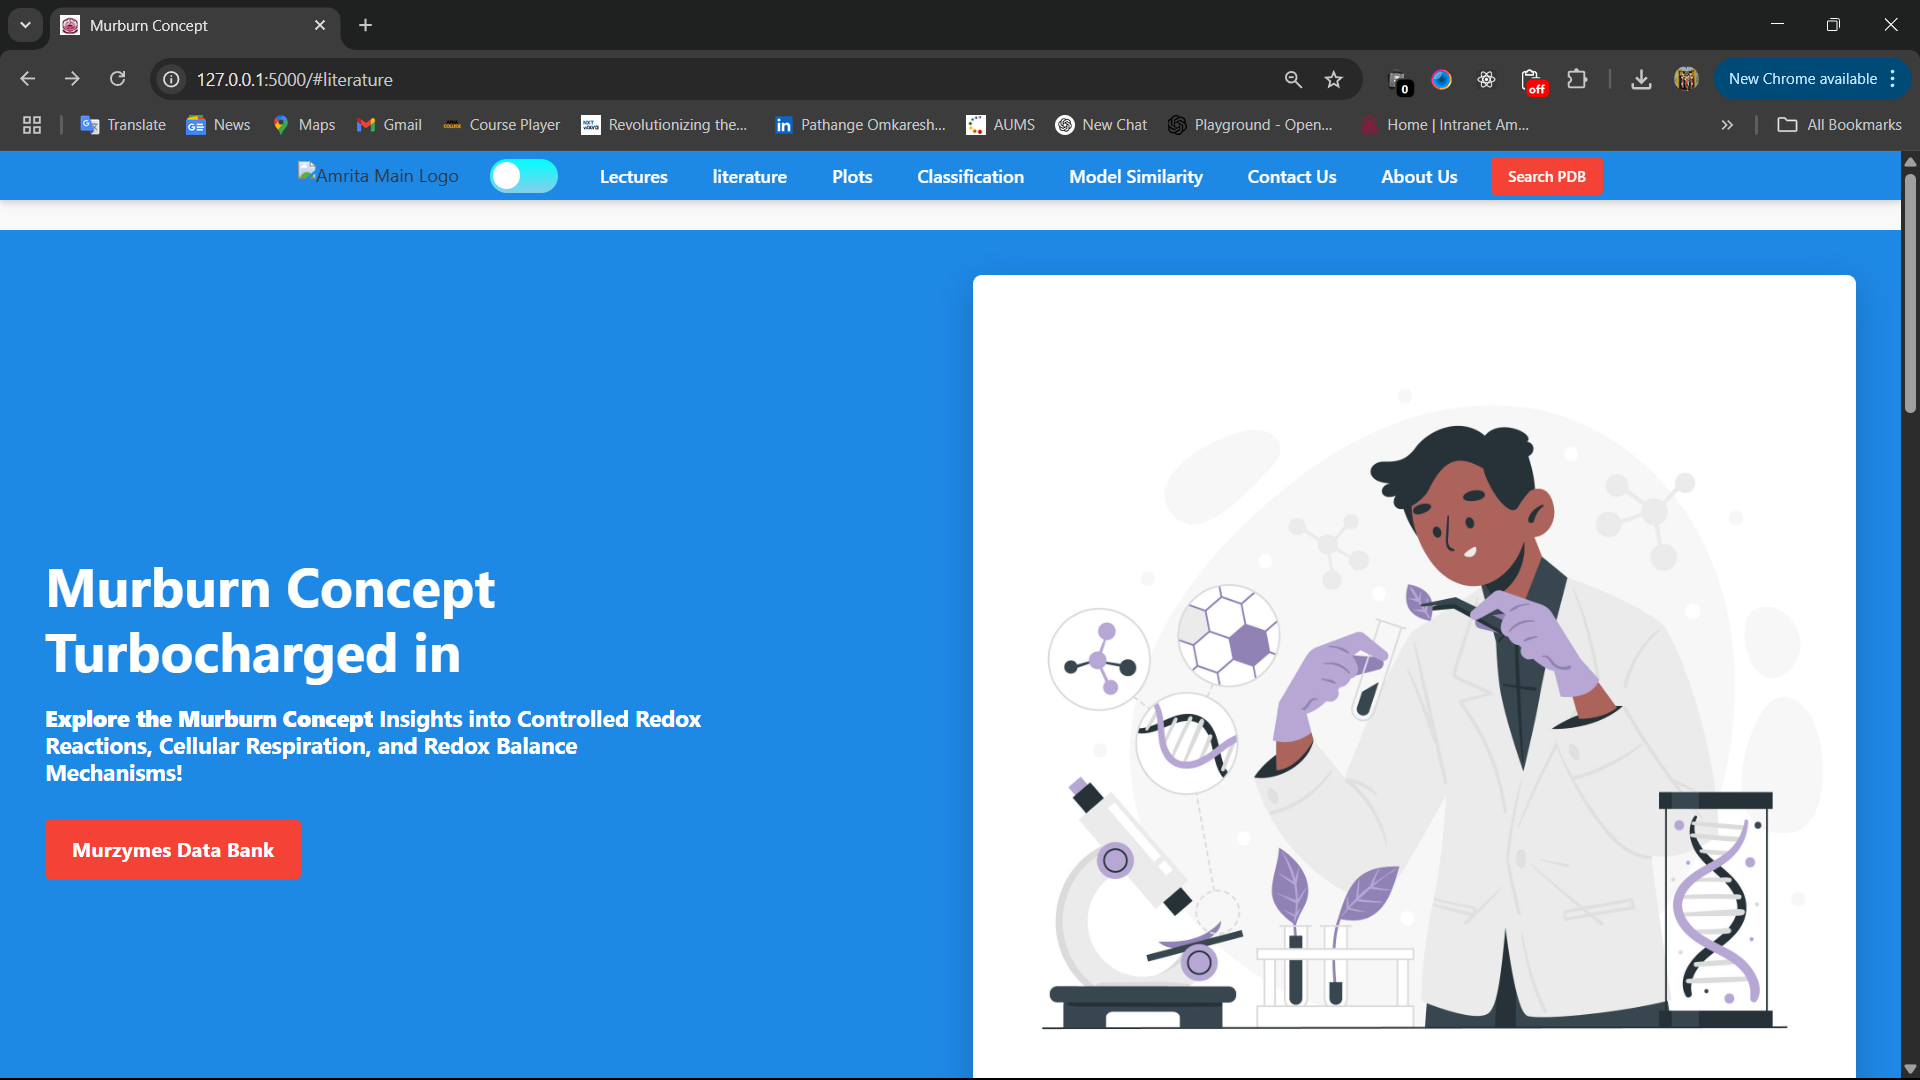 Murburn Concept
127.0.0.1:5000/#literature
0
off
New Chrome available
Translate
News
Maps
Gmail
Course Player
Revolutionizing the...
Pathange Omkaresh...
AUMS
New Chat
Playground - Open...
Home | Intranet Am...
All Bookmarks
Amrita Main Logo
Lectures
literature
Plots
Classification
Model Similarity
Contact Us
About Us
Search PDB
Murburn Concept
Turbocharged in
Explore the Murburn Concept Insights into Controlled Redox
Reactions, Cellular Respiration, and Redox Balance
Mechanisms!
Murzymes Data Bank